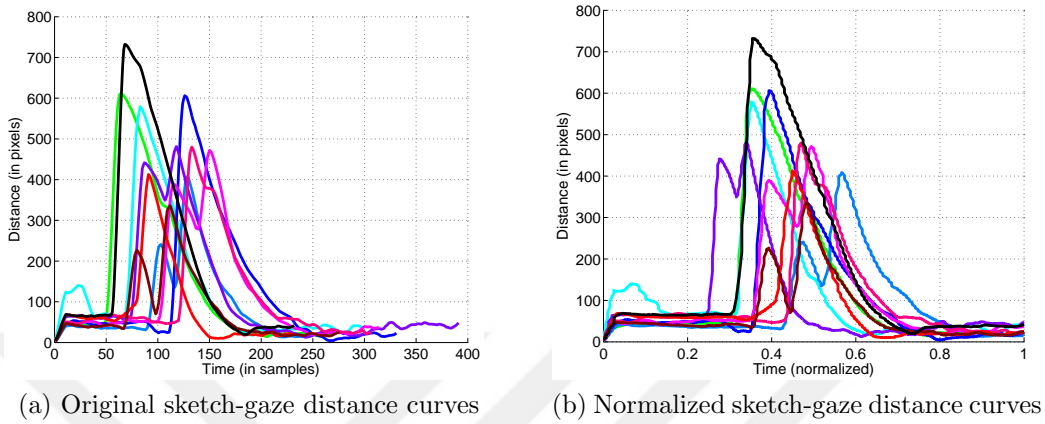 800
700
600
500
400
300
200
100
0
Distance (in pixels)
0 50 100 150 200 250 300 350 400
Time (in samples)
(a) Original sketch-gaze distance curves
800
700
600
500
400
300
200
100
0
Distance (in pixels)
0 0.2 0.4 0.6 0.8 1
Time (normalized)
(b) Normalized sketch-gaze distance curves